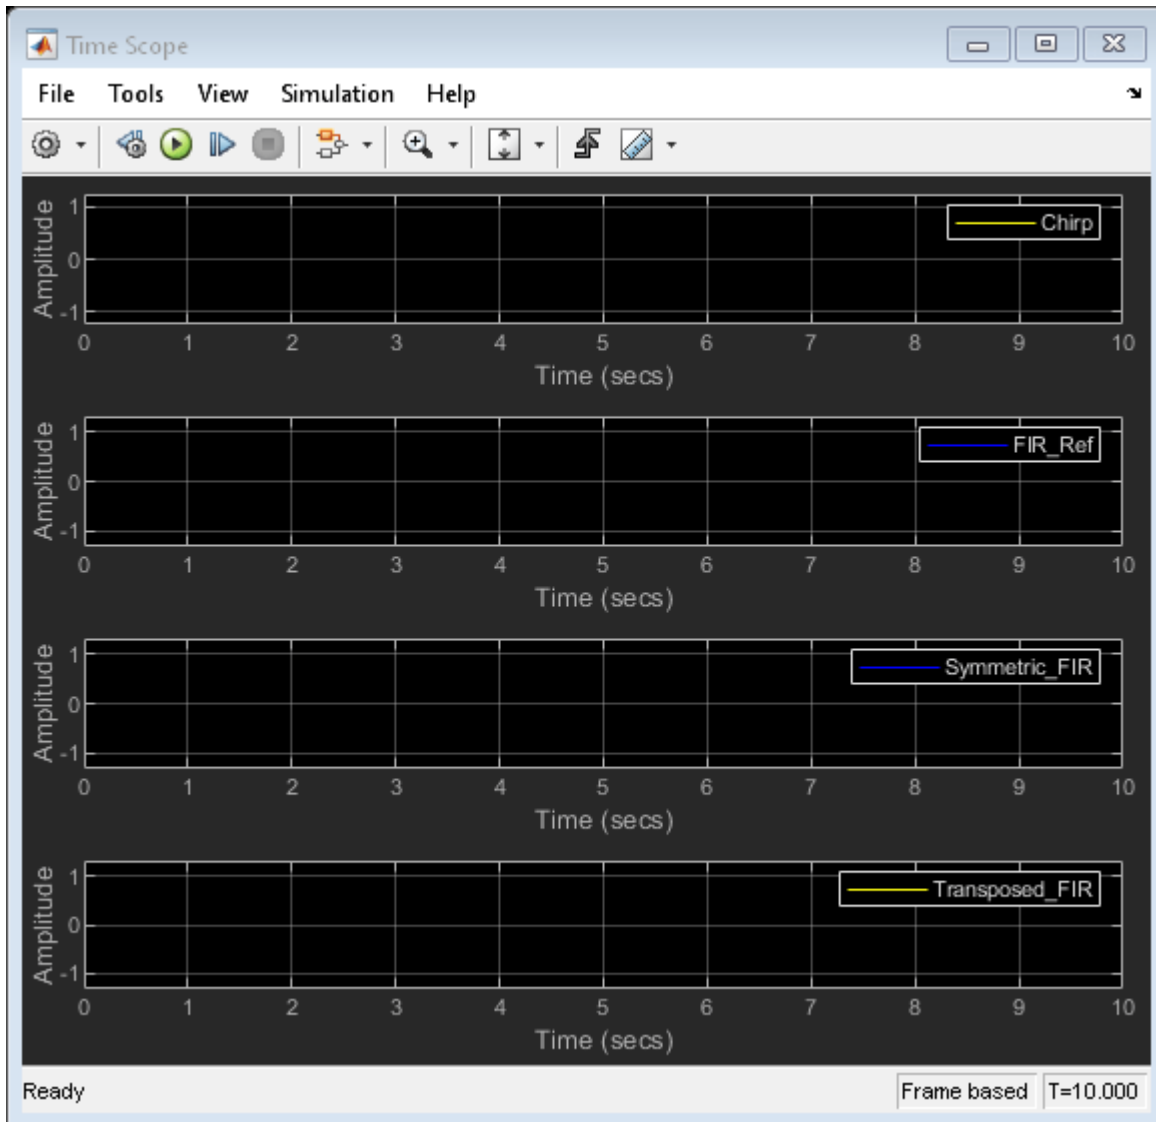 Time Scope
File Tools View Simulation Help
Amplitude
1
0
-1
Chirp
0 1 2 3 4 5 6 7 8 9 10
Time (secs)
Amplitude
1
0
-1
FIR_Ref
0 1 2 3 4 5 6 7 8 9 10
Time (secs)
Amplitude
1
0
-1
Symmetric_FIR
0 1 2 3 4 5 6 7 8 9 10
Time (secs)
Amplitude
1
0
-1
Transposed_FIR
0 1 2 3 4 5 6 7 8 9 10
Time (secs)
Ready Frame based T=10.000